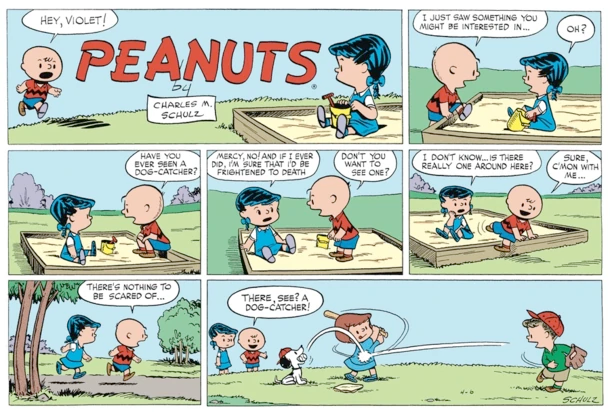 HEY, VIOLET!
PEANUTS
®
by
CHARLES M.
SCHULZ
I JUST SAW SOMETHING YOU
MIGHT BE INTERESTED IN...
OH?
HAVE YOU
EVER SEEN A
DOG-CATCHER?
MERCY, NO! AND IF I EVER
DID, I'M SURE THAT I'D BE
FRIGHTENED TO DEATH
DON'T YOU
WANT TO
SEE ONE?
I DON'T KNOW...IS THERE
REALLY ONE AROUND HERE?
SURE,
C'MON WITH
ME...
THERE'S NOTHING TO
BE SCARED OF...
THERE, SEE? A
DOG-CATCHER!
SCHULZ